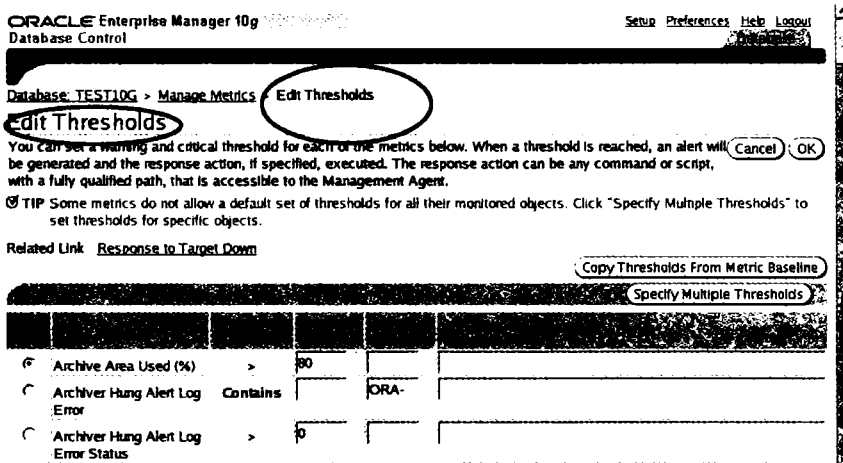 ORACLE Enterprise Manager 10g
Database Control
Setup Preferences Help Logout
Database: TEST10G > Manage Metrics > Edit Thresholds
Edit Thresholds
You can set a warning and critical threshold for each of the metrics below. When a threshold is reached, an alert will
be generated and the response action, if specified, executed. The response action can be any command or script,
with a fully qualified path, that is accessible to the Management Agent.
Cancel OK
TIP Some metrics do not allow a default set of thresholds for all their monitored objects. Click "Specify Multiple Thresholds" to
set thresholds for specific objects.
Related Link Response to Target Down
Copy Thresholds From Metric Baseline
Specify Multiple Thresholds
Archive Area Used (%) > 80
Archiver Hung Alert Log Contains ORA-
Error
Archiver Hung Alert Log > 0
Error Status